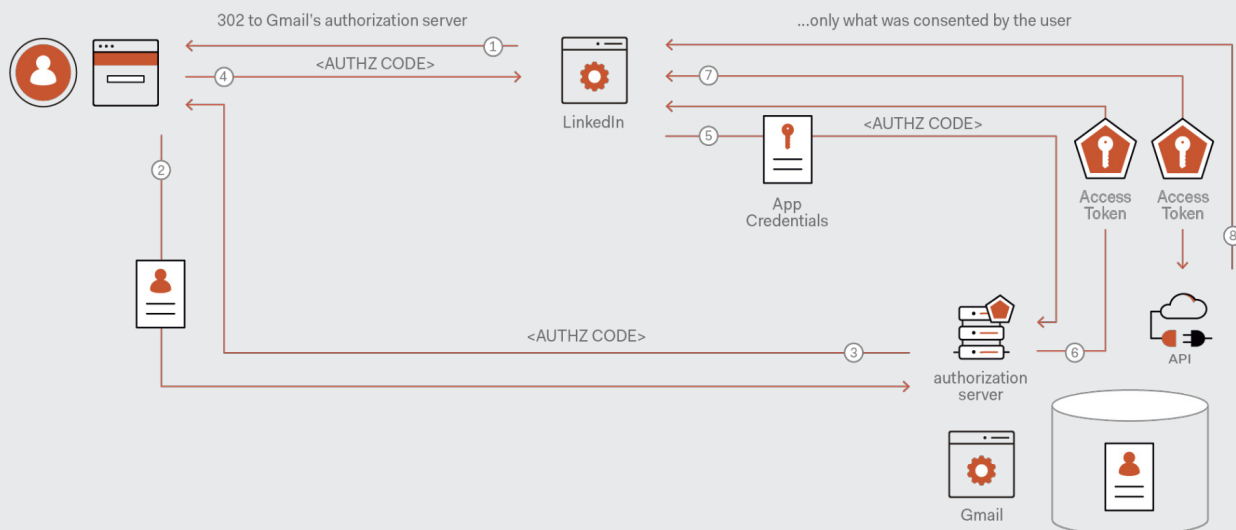 302 to Gmail's authorization server
...only what was consented by the user
1
4
<AUTHZ CODE>
7
LinkedIn
5
<AUTHZ CODE>
2
App
Credentials
Access
Token
Access
Token
8
<AUTHZ CODE>
3
6
API
authorization
server
Gmail